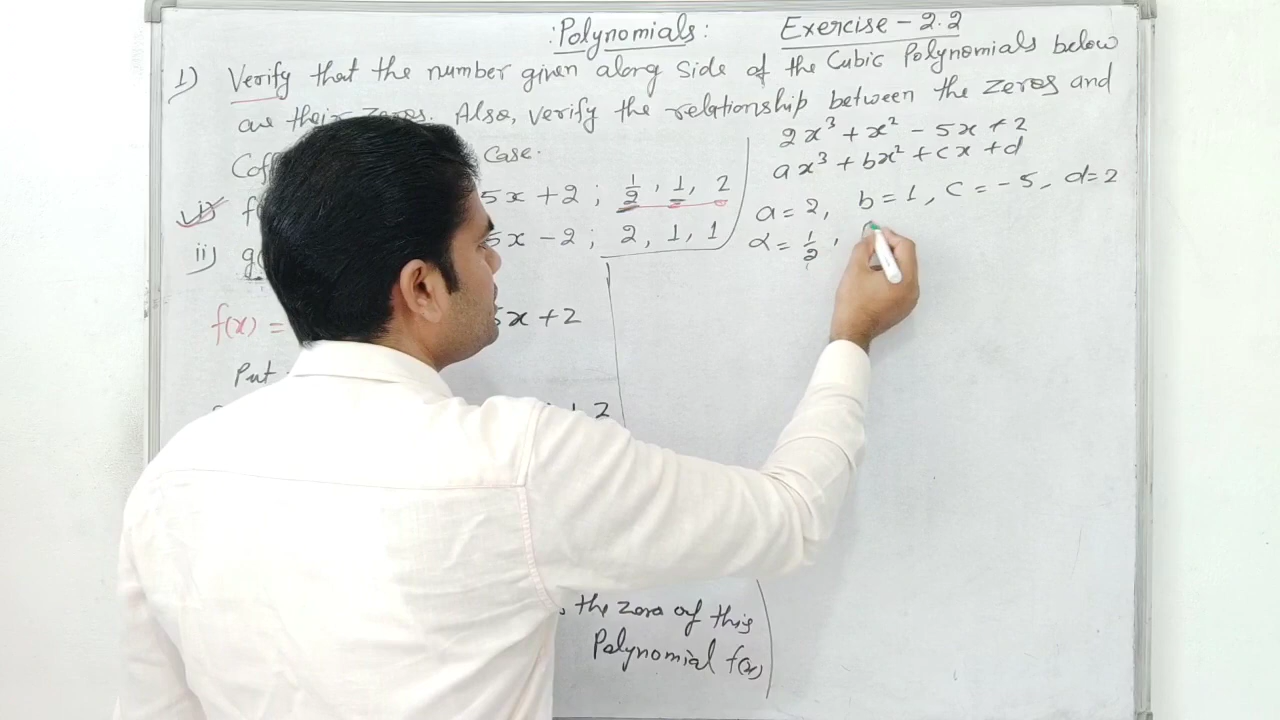 :Polynomials: Exercise - 2.2
1) Verify that the number given along side of the Cubic Polynomials below
are their zeros. Also, verify the relationship between the zeros and
Case.
i) 5x + 2 ; 1/2, 1, 2
ii) 5x - 2 ; 2, 1, 1
f(x) = 5x + 2
Put
2
the zero of this
Polynomial f(x)
2x³ + x² - 5x + 2
ax³ + bx² + cx + d
a = 2, b = 1, c = -5, d = 2
α = 1/2,